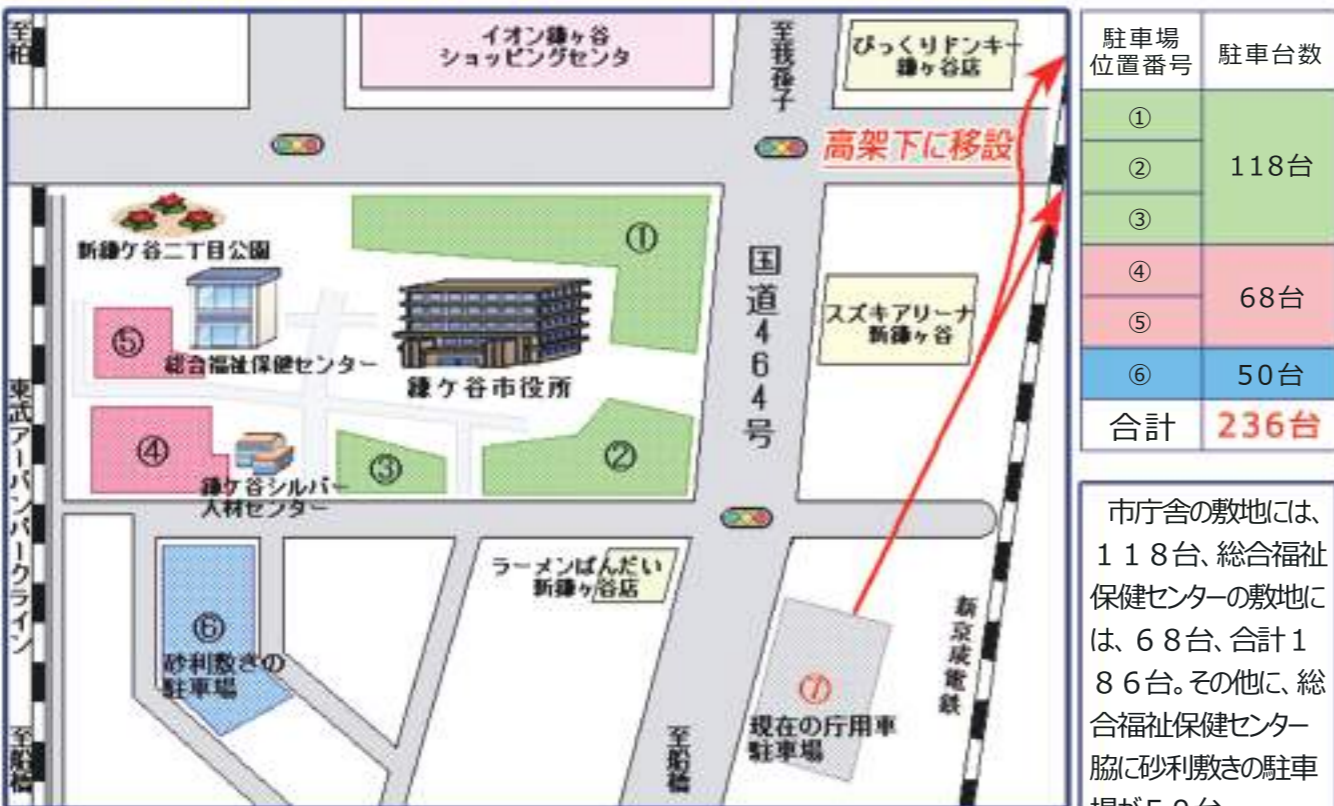 至柏
イオン鎌ヶ谷
ショッピングセンタ
至我孫子
びっくりドンキー
鎌ヶ谷店
高架下に移設
新鎌ケ谷二丁目公園
①
国道464号
スズキアリーナ
新鎌ヶ谷
⑤
総合福祉保健センター
鎌ケ谷市役所
東武アーバンパークライン
④
鎌ケ谷シルバー
人材センター
③
②
ラーメンばんだい
新鎌ヶ谷店
⑥
砂利敷きの
駐車場
⑦
現在の庁用車
駐車場
新京成電鉄
至船橋
至船橋
駐車場
位置番号
駐車台数
①
②
③
118台
④
⑤
68台
⑥
50台
合計
236台
市庁舎の敷地には、
118台、総合福祉
保健センターの敷地に
は、68台、合計1
86台。その他に、総
合福祉保健センター
脇に砂利敷きの駐車
場が50台